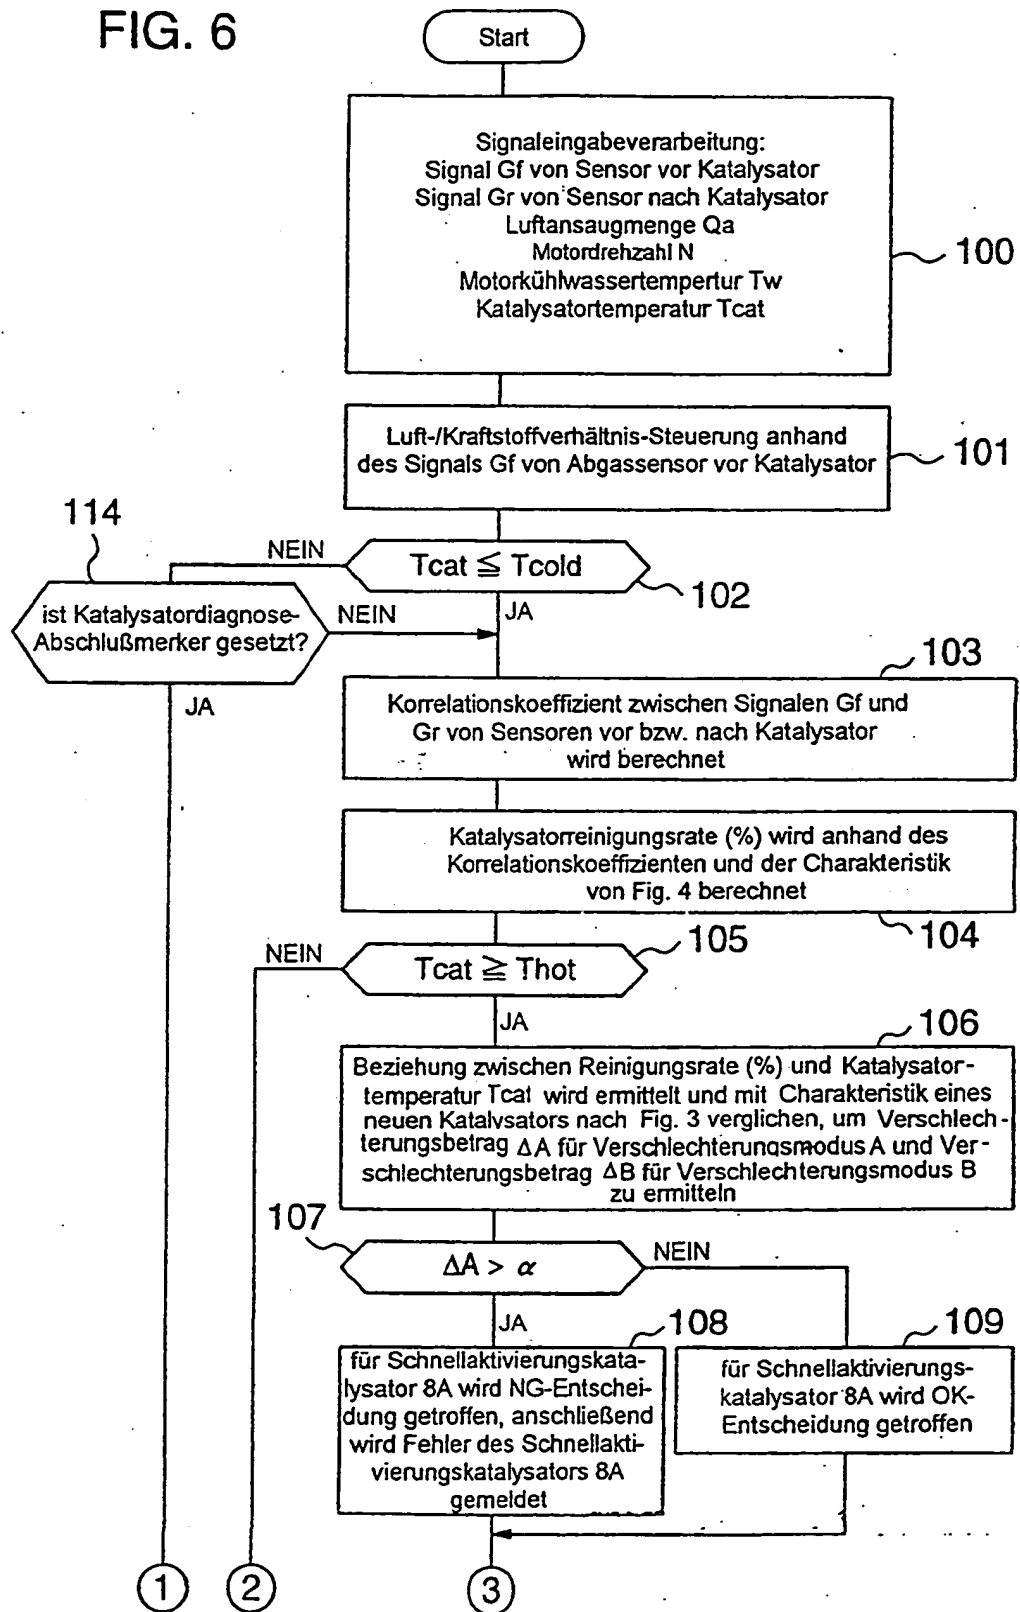 FIG. 6
Start
Signaleingabeverarbeitung:
Signal Gf von Sensor vor Katalysator
Signal Gr von Sensor nach Katalysator
Luftansaugmenge Qa
Motordrehzahl N
Motorkühlwassertempertur Tw
Katalysatortemperatur Tcat
100
Luft-/Kraftstoffverhältnis-Steuerung anhand
des Signals Gf von Abgassensor vor Katalysator
101
114
NEIN
Tcat ≦ Tcold
102
JA
ist Katalysatordiagnose-
Abschlußmerker gesetzt?
NEIN
JA
103
Korrelationskoeffizient zwischen Signalen Gf und
Gr von Sensoren vor bzw. nach Katalysator
wird berechnet
Katalysatorreinigungsrate (%) wird anhand des
Korrelationskoeffizienten und der Charakteristik
von Fig. 4 berechnet
104
105
NEIN
Tcat ≧ Thot
JA
106
Beziehung zwischen Reinigungsrate (%) und Katalysator-
temperatur Tcat wird ermittelt und mit Charakteristik eines
neuen Katalysators nach Fig. 3 verglichen, um Verschlech-
terungsbetrag ΔA für Verschlechterungsmodus A und Ver-
schlechterungsbetrag ΔB für Verschlechterungsmodus B
zu ermitteln
107
ΔA > α
NEIN
JA
108
109
für Schnellaktivierungskata-
lysator 8A wird NG-Entschei-
dung getroffen, anschließend
wird Fehler des Schnellakti-
vierungskatalysators 8A
gemeldet
für Schnellaktivierungs-
katalysator 8A wird OK-
Entscheidung getroffen
1
2
3